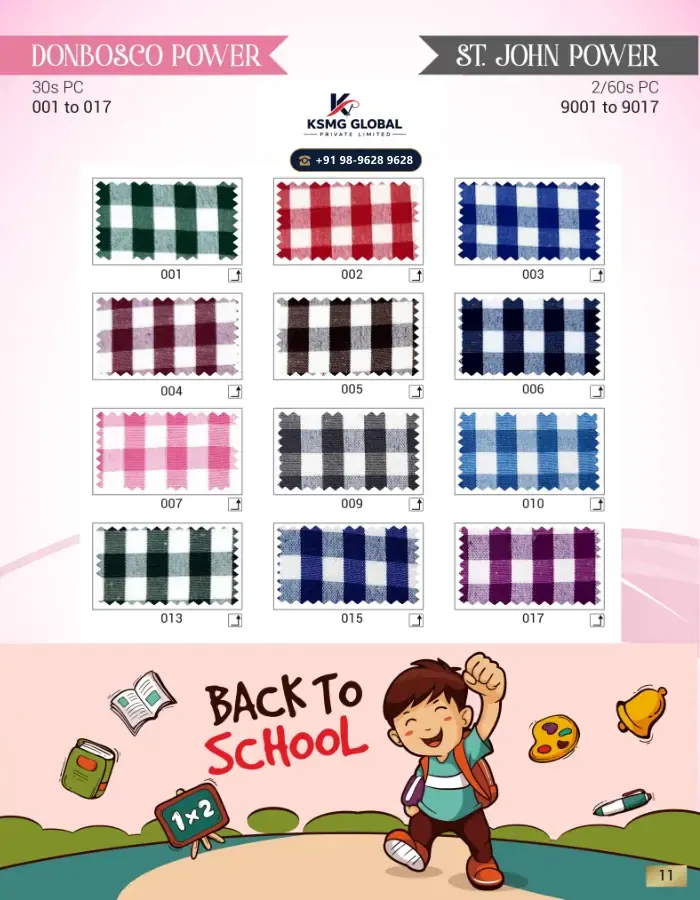 DONBOSCO POWER
30s PC
001 to 017
ST. JOHN POWER
2/60s PC
9001 to 9017
KSMG GLOBAL
PRIVATE LIMITED
+91 98-9628 9628
001
002
003
004
005
006
007
009
010
013
015
017
BACK TO
SCHOOL
1x2
11